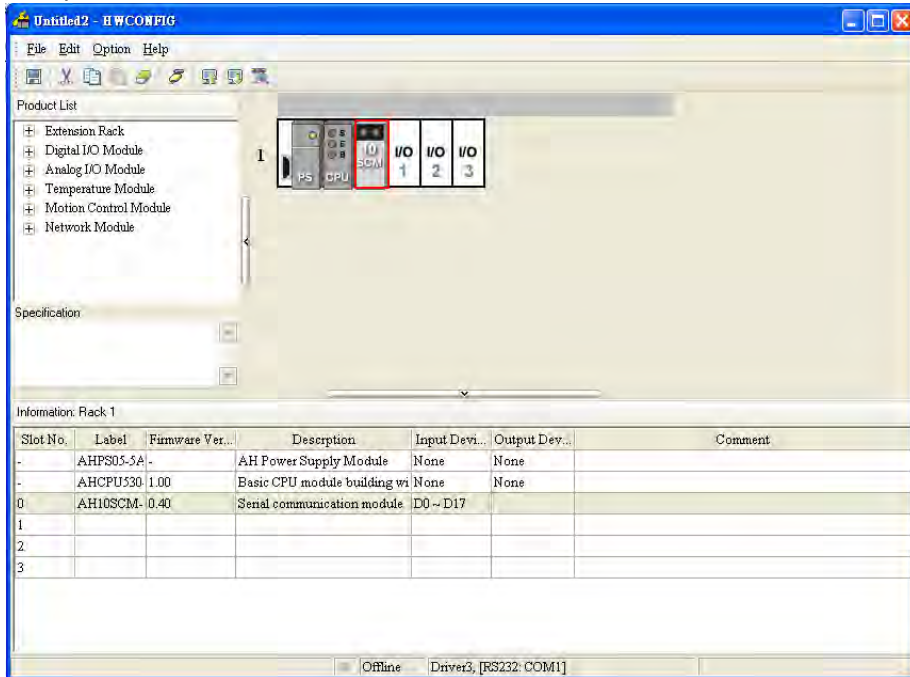 Untitled2 - HWCONFIG
File Edit Option Help
Product List
Extension Rack
Digital I/O Module
Analog I/O Module
Temperature Module
Motion Control Module
Network Module
1
PS CPU 10 SCM I/O 1 I/O 2 I/O 3
Specification
Information: Rack 1
Slot No. Label Firmware Ver... Descrption Input Devi... Output Dev... Comment
- AHPS05-5A - AH Power Supply Module None None
- AHCPU530- 1.00 Basic CPU module building wi None None
0 AH10SCM- 0.40 Serial communication module D0 ~ D17
1
2
3
Offline Driver3, [RS232: COM1]